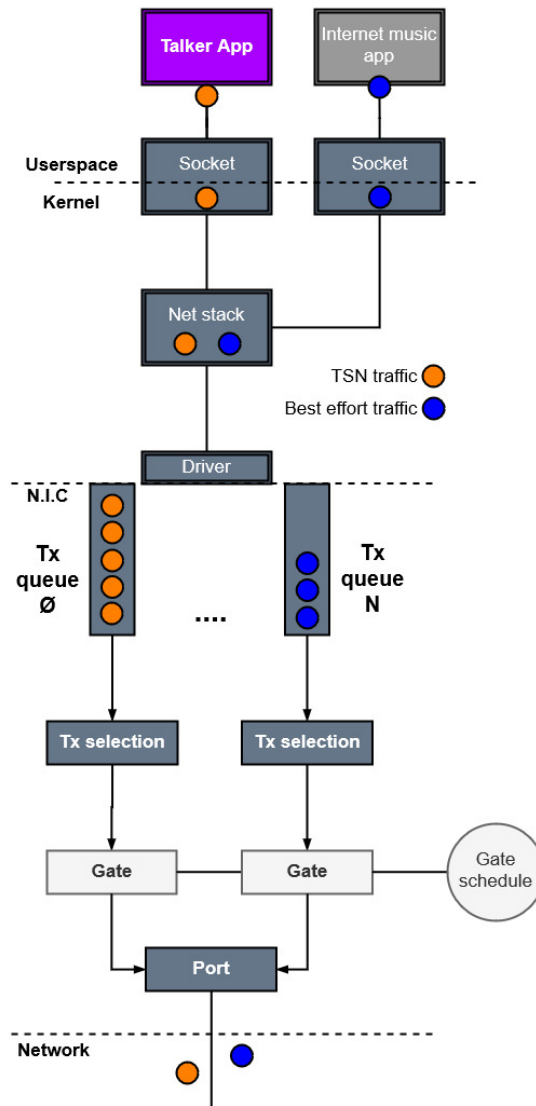 Talker App
Internet music
app
Userspace
Socket
Socket
Kernel
Net stack
TSN traffic
Best effort traffic
Driver
N.I.C
Tx
queue
Ø
....
Tx
queue
N
Tx selection
Tx selection
Gate
Gate
Gate
schedule
Port
Network